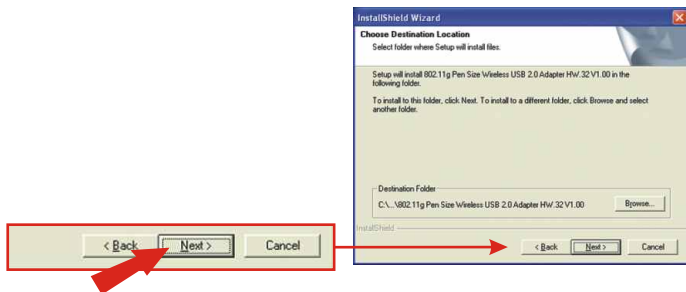 InstallShield Wizard
Choose Destination Location
Select folder where Setup will install files.
Setup will install 802.11g Pen Size Wireless USB 2.0 Adapter HW.32 V1.00 in the
following folder.
To install to this folder, click Next. To install to a different folder, click Browse and select
another folder.
Destination Folder
C:\...\802.11g Pen Size Wireless USB 2.0 Adapter HW.32 V1.00 Browse...
InstallShield
< Back Next > Cancel
< Back Next > Cancel